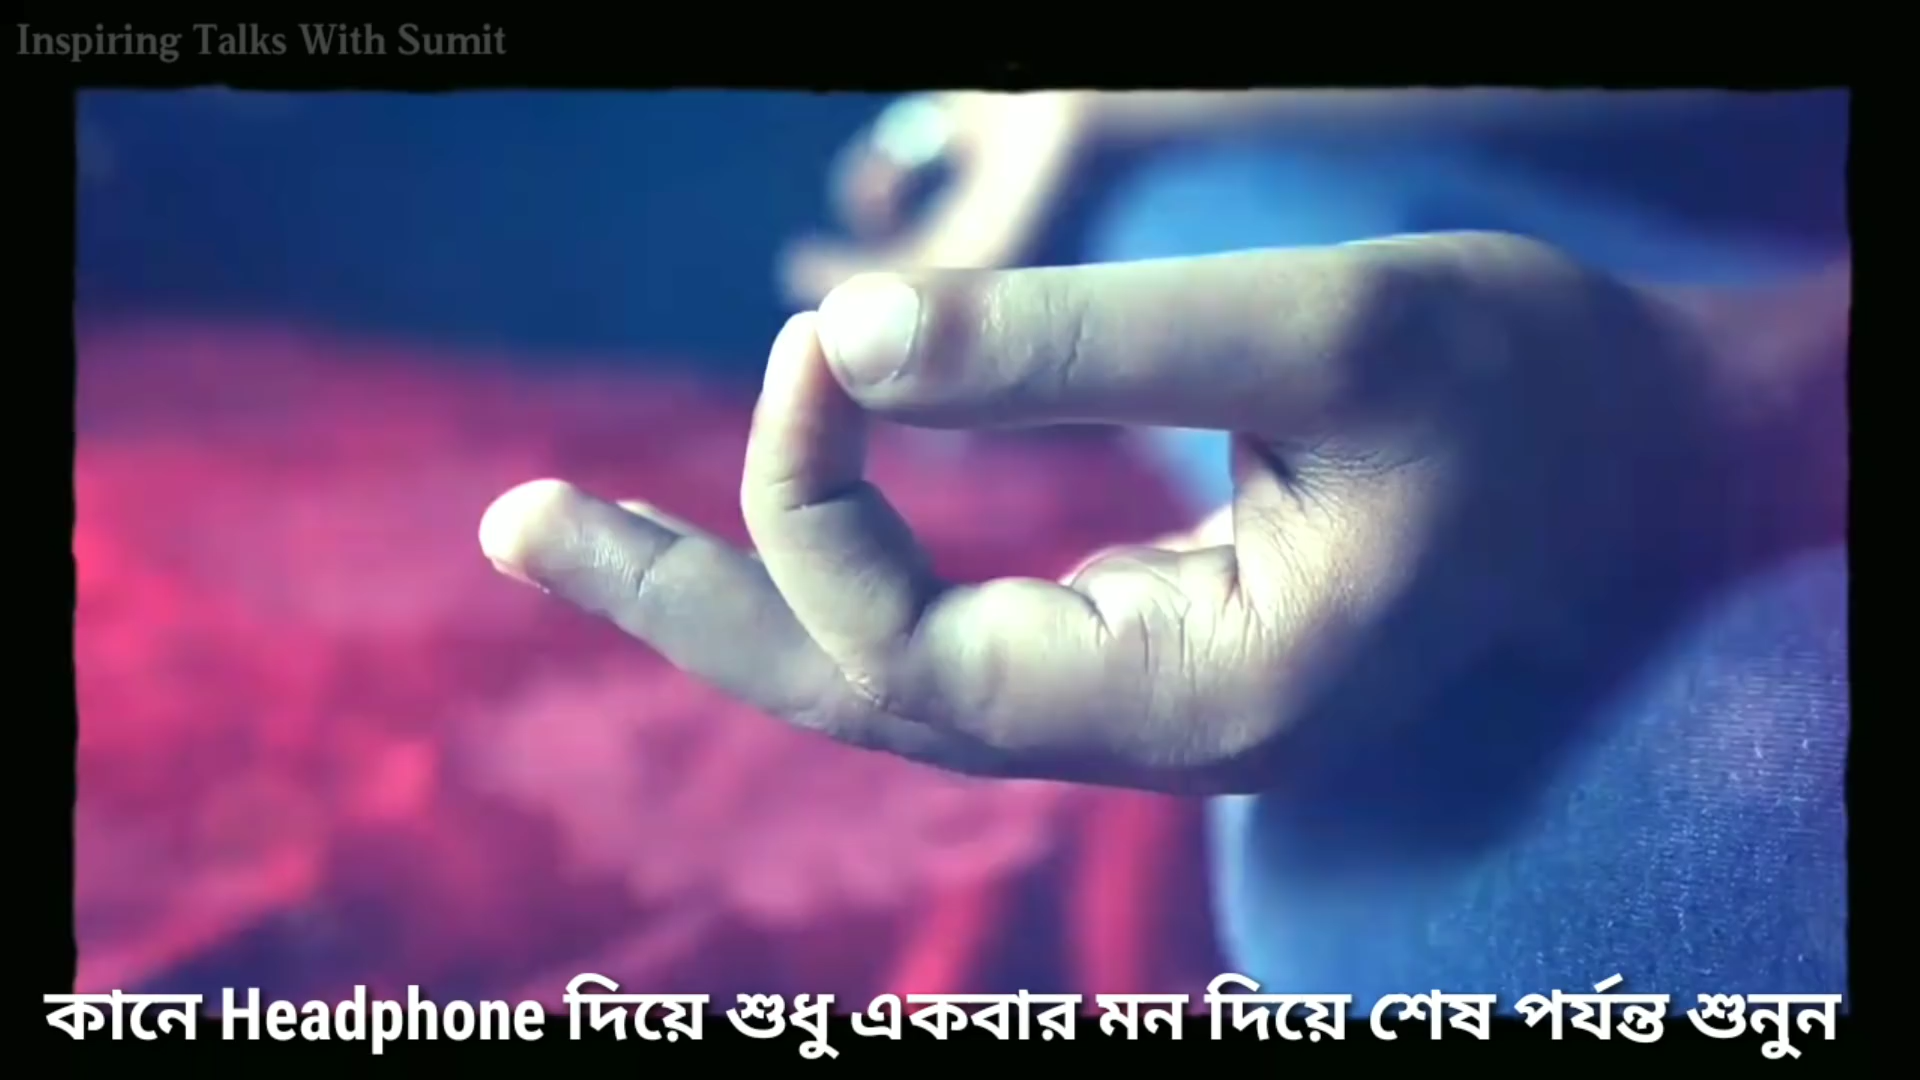 Inspiring Talks With Sumit
কানে Headphone দিয়ে শুধু একবার মন দিয়ে শেষ পর্যন্ত শুনুন